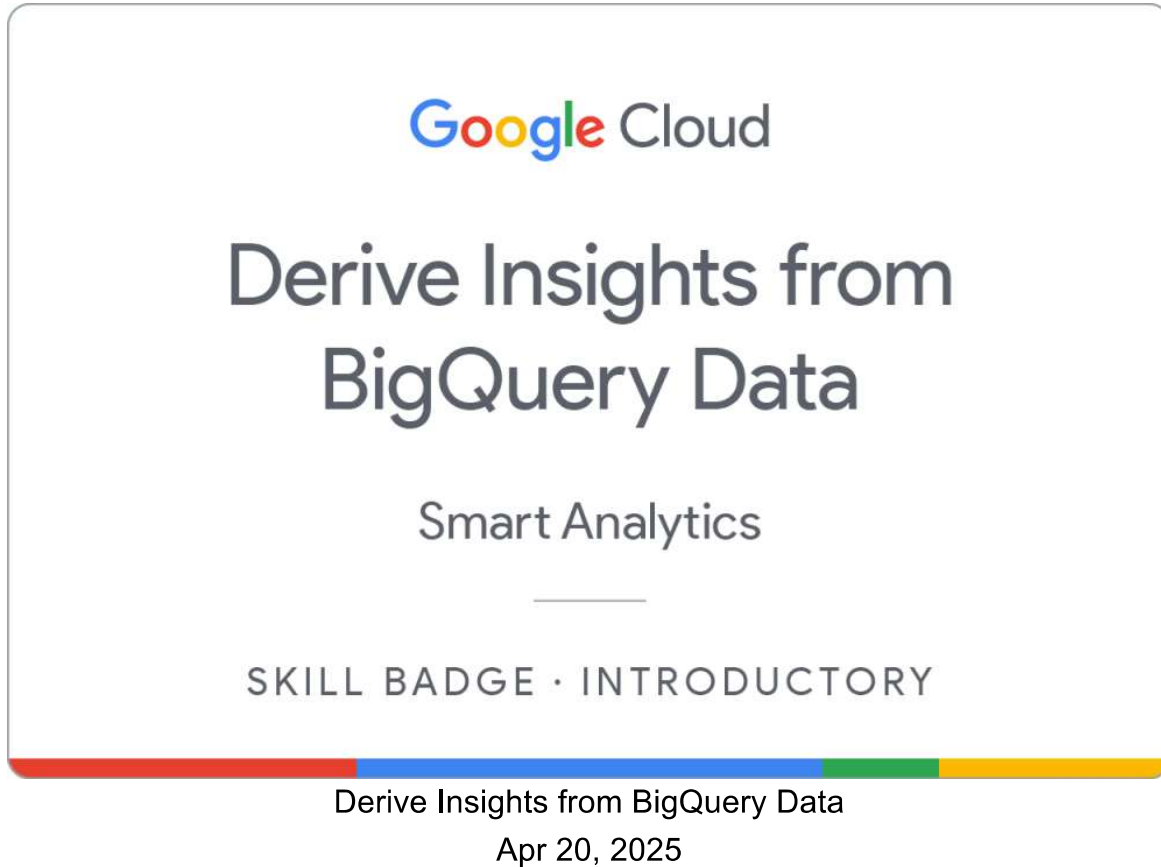 Google Cloud
Derive Insights from
BigQuery Data
Smart Analytics
SKILL BADGE · INTRODUCTORY
Derive Insights from BigQuery Data
Apr 20, 2025